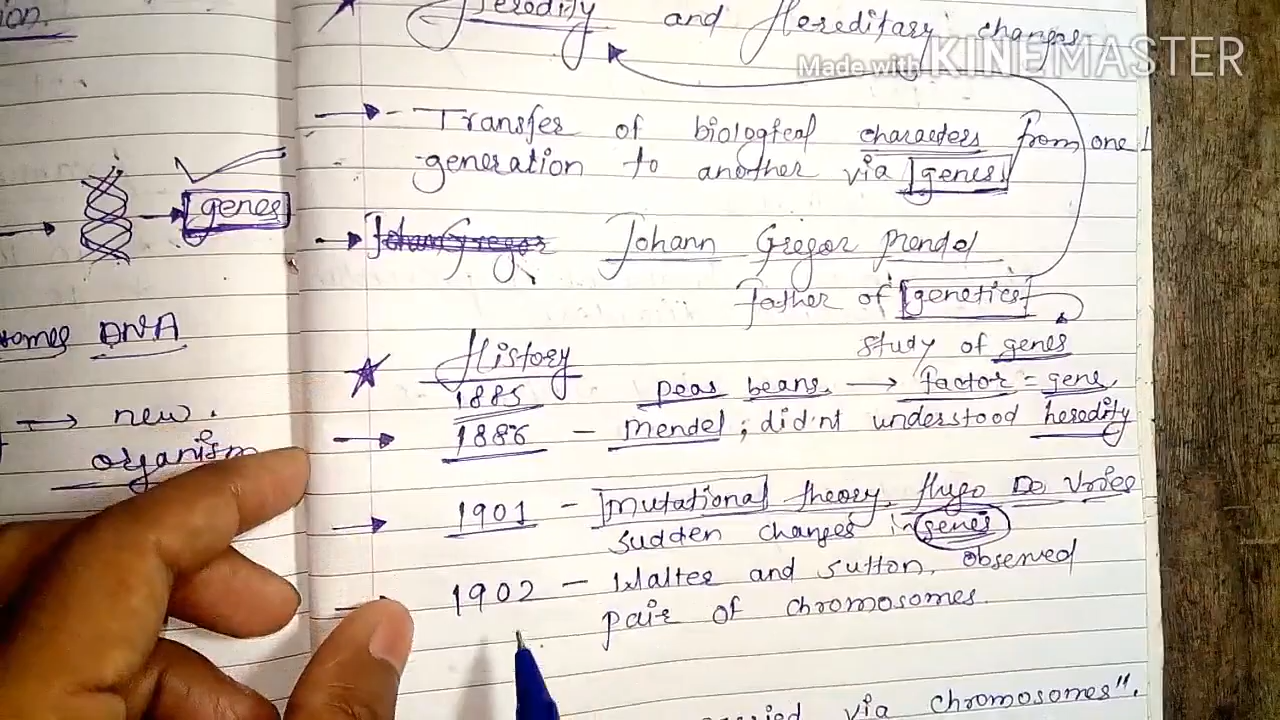 Heredity and Hereditary changes
Made with KINEMASTER
- Transfer of biological characters from one
generation to another via genes
genes
Johann Gregor Mendel
Father of genetics
study of genes
DNA
History
1885 peas beans → factor = gene
1886 - Mendel ; did'nt understood heredity
→ new
organism
1901 - Mutational theory, Hugo De Vries
sudden changes in genes
1902 - Walter and Sutton, observed
pair of chromosomes
via chromosomes".